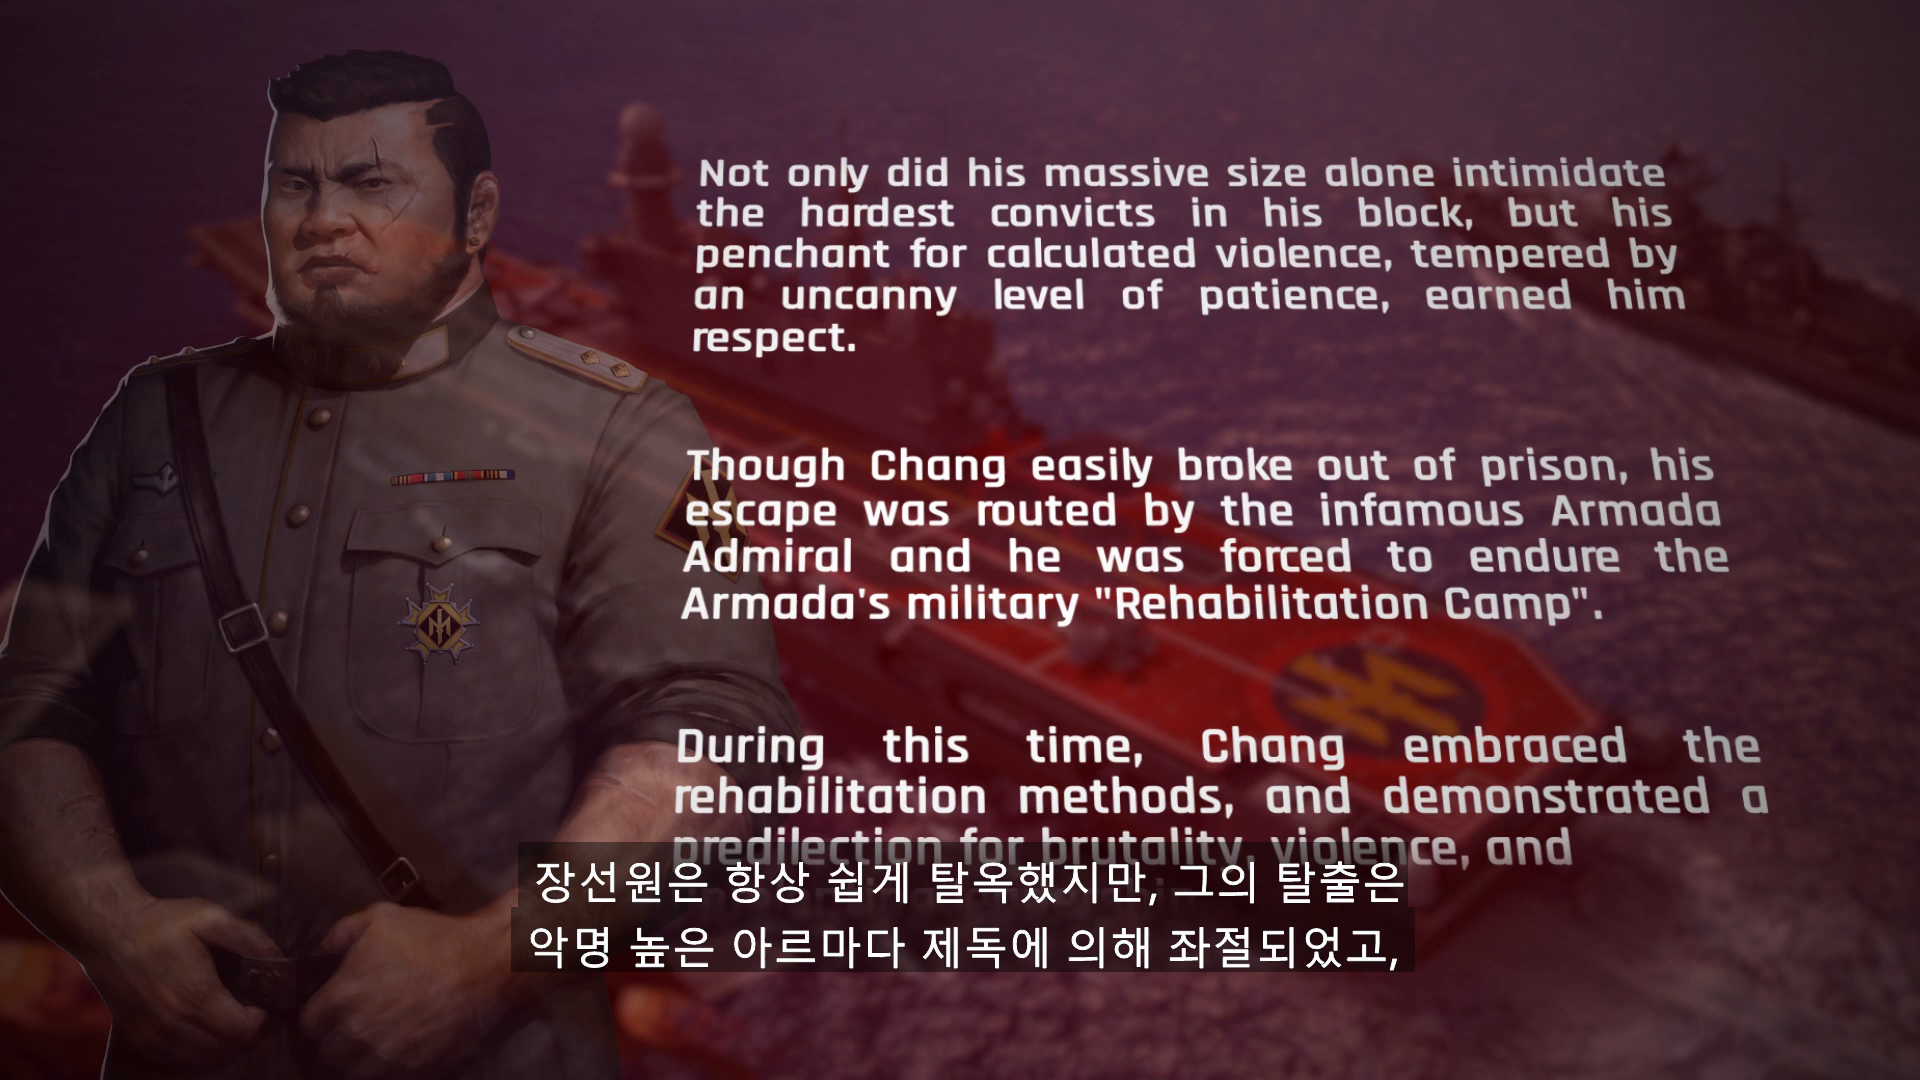 Not only did his massive size alone intimidate
the hardest convicts in his block, but his
penchant for calculated violence, tempered by
an uncanny level of patience, earned him
respect.
Though Chang easily broke out of prison, his
escape was routed by the infamous Armada
Admiral and he was forced to endure the
Armada's military "Rehabilitation Camp".
During this time, Chang embraced the
rehabilitation methods, and demonstrated a
predilection for brutality, violence, and
장선원은 항상 쉽게 탈옥했지만, 그의 탈출은
악명 높은 아르마다 제독에 의해 좌절되었고,